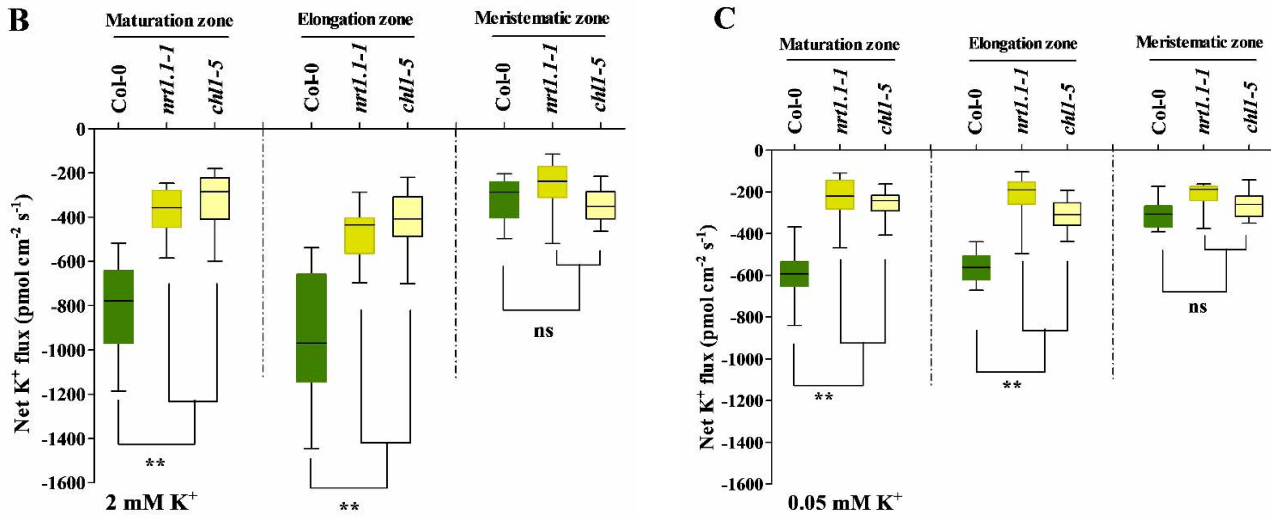 B
Maturation zone
Elongation zone
Meristematic zone
Col-0
nrt1.1-1
chl1-5
Col-0
nrt1.1-1
chl1-5
Col-0
nrt1.1-1
chl1-5
Net K⁺ flux (pmol cm⁻² s⁻¹)
0
-200
-400
-600
-800
-1000
-1200
-1400
-1600
**
**
ns
2 mM K⁺
C
Maturation zone
Elongation zone
Meristematic zone
Col-0
nrt1.1-1
chl1-5
Col-0
nrt1.1-1
chl1-5
Col-0
nrt1.1-1
chl1-5
Net K⁺ flux (pmol cm⁻² s⁻¹)
0
-200
-400
-600
-800
-1000
-1200
-1400
-1600
**
**
ns
0.05 mM K⁺